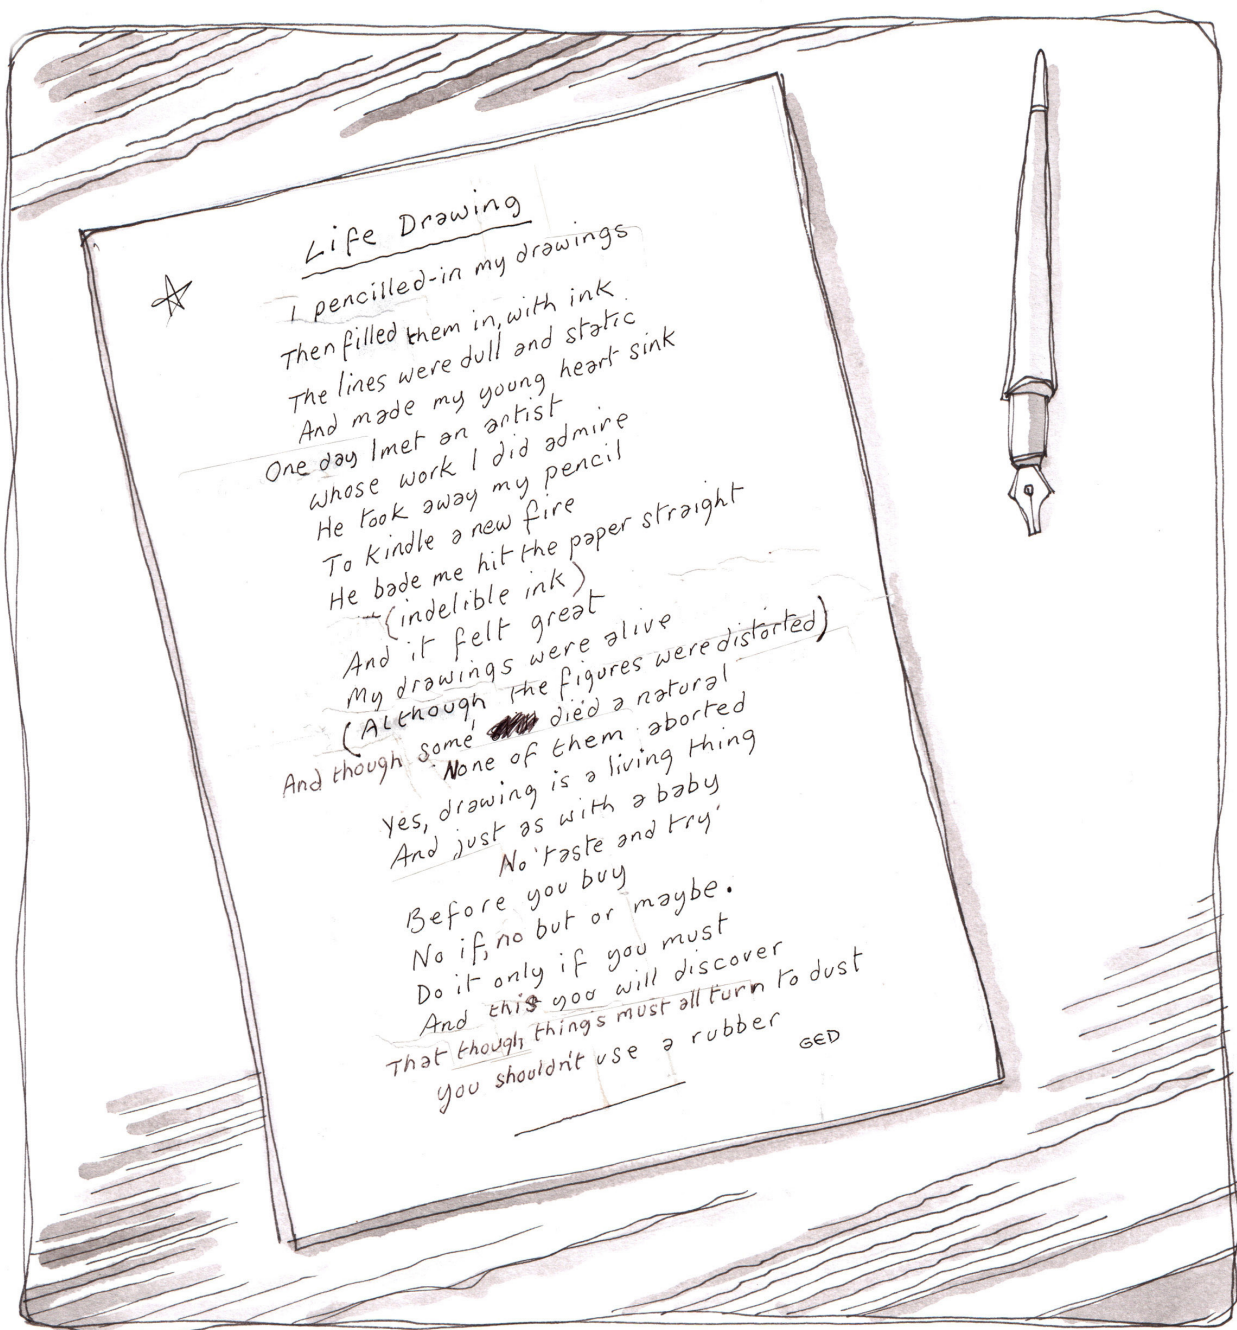 Life Drawing
I pencilled-in my drawings
Then filled them in, with ink
The lines were dull and static
And made my young heart sink
One day I met an artist
whose work I did admire
He took away my pencil
To kindle a new fire
He bade me hit the paper straight
(indelible ink)
And it felt great
My drawings were alive
(Although the figures were distorted)
And though some died a natural
None of them aborted
Yes, drawing is a living thing
And just as with a baby
No 'taste and try'
Before you buy
No if, no but or maybe.
Do it only if you must
And this you will discover
That though things must all turn to dust
you shouldn't use a rubber
GED